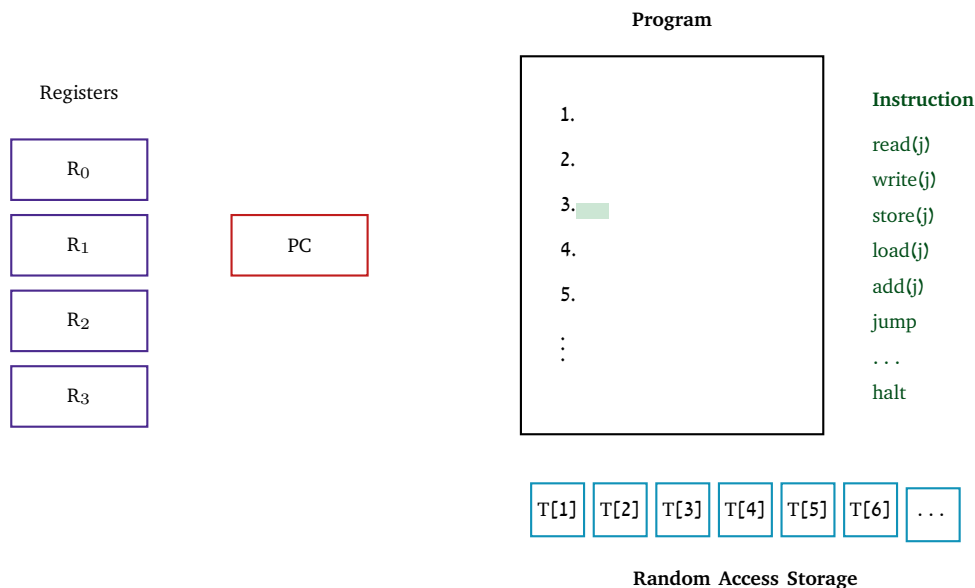 Program
Registers
R₀
R₁
R₂
R₃
PC
1.
2.
3.
4.
5.
⋮
Instruction
read(j)
write(j)
store(j)
load(j)
add(j)
jump
...
halt
T[1] T[2] T[3] T[4] T[5] T[6] ...
Random Access Storage